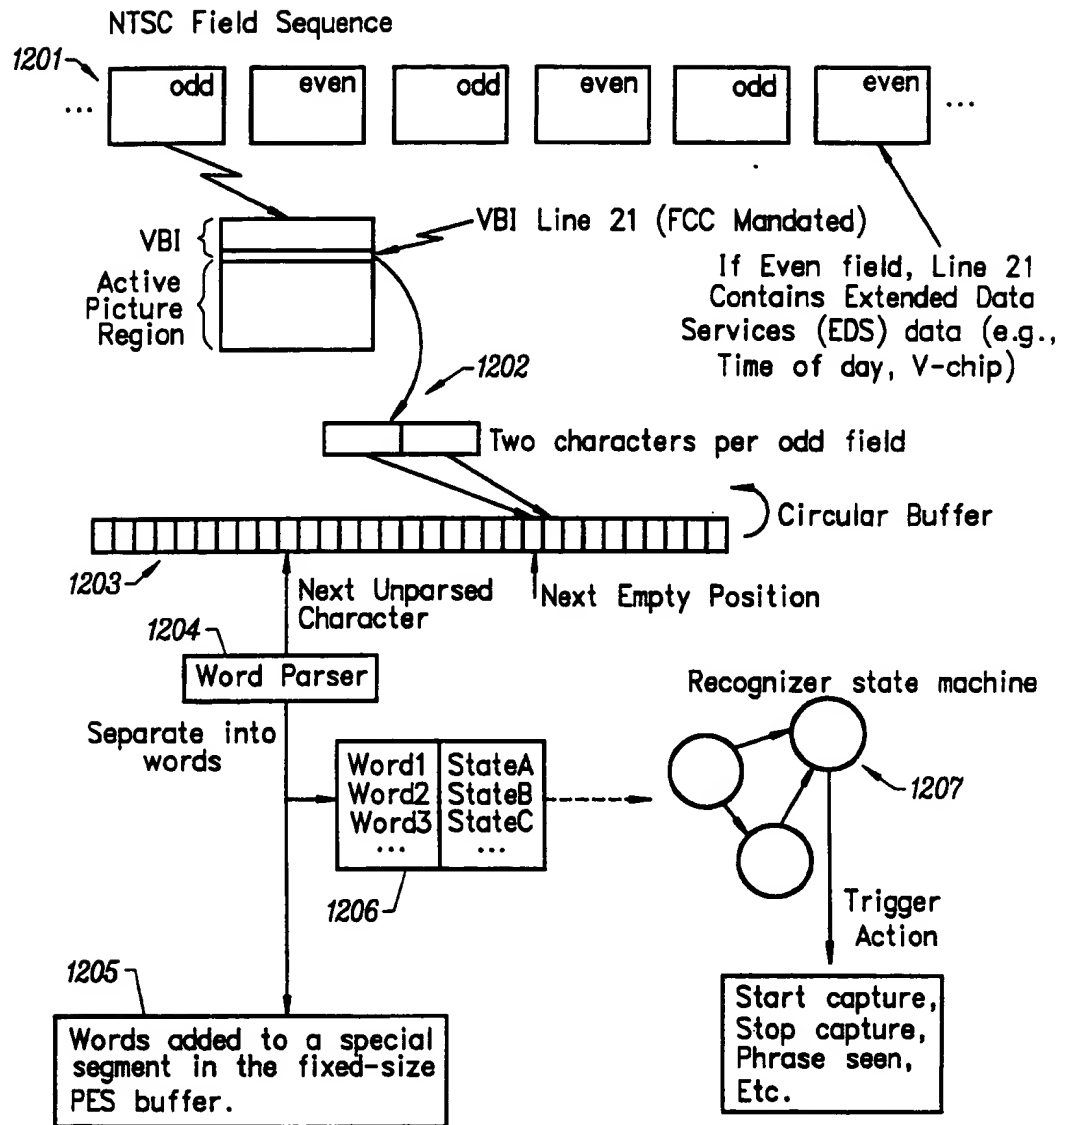 NTSC Field Sequence
1201
... odd even odd even odd even ...
VBI
VBI Line 21 (FCC Mandated)
Active
Picture
Region
If Even field, Line 21
Contains Extended Data
Services (EDS) data (e.g.,
Time of day, V-chip)
1202
Two characters per odd field
Circular Buffer
1203
Next Unparsed
Character
Next Empty Position
1204
Word Parser
Separate into
words
Word1 StateA
Word2 StateB
Word3 StateC
... ...
1206
Recognizer state machine
1207
Trigger
Action
1205
Words added to a special
segment in the fixed-size
PES buffer.
Start capture,
Stop capture,
Phrase seen,
Etc.